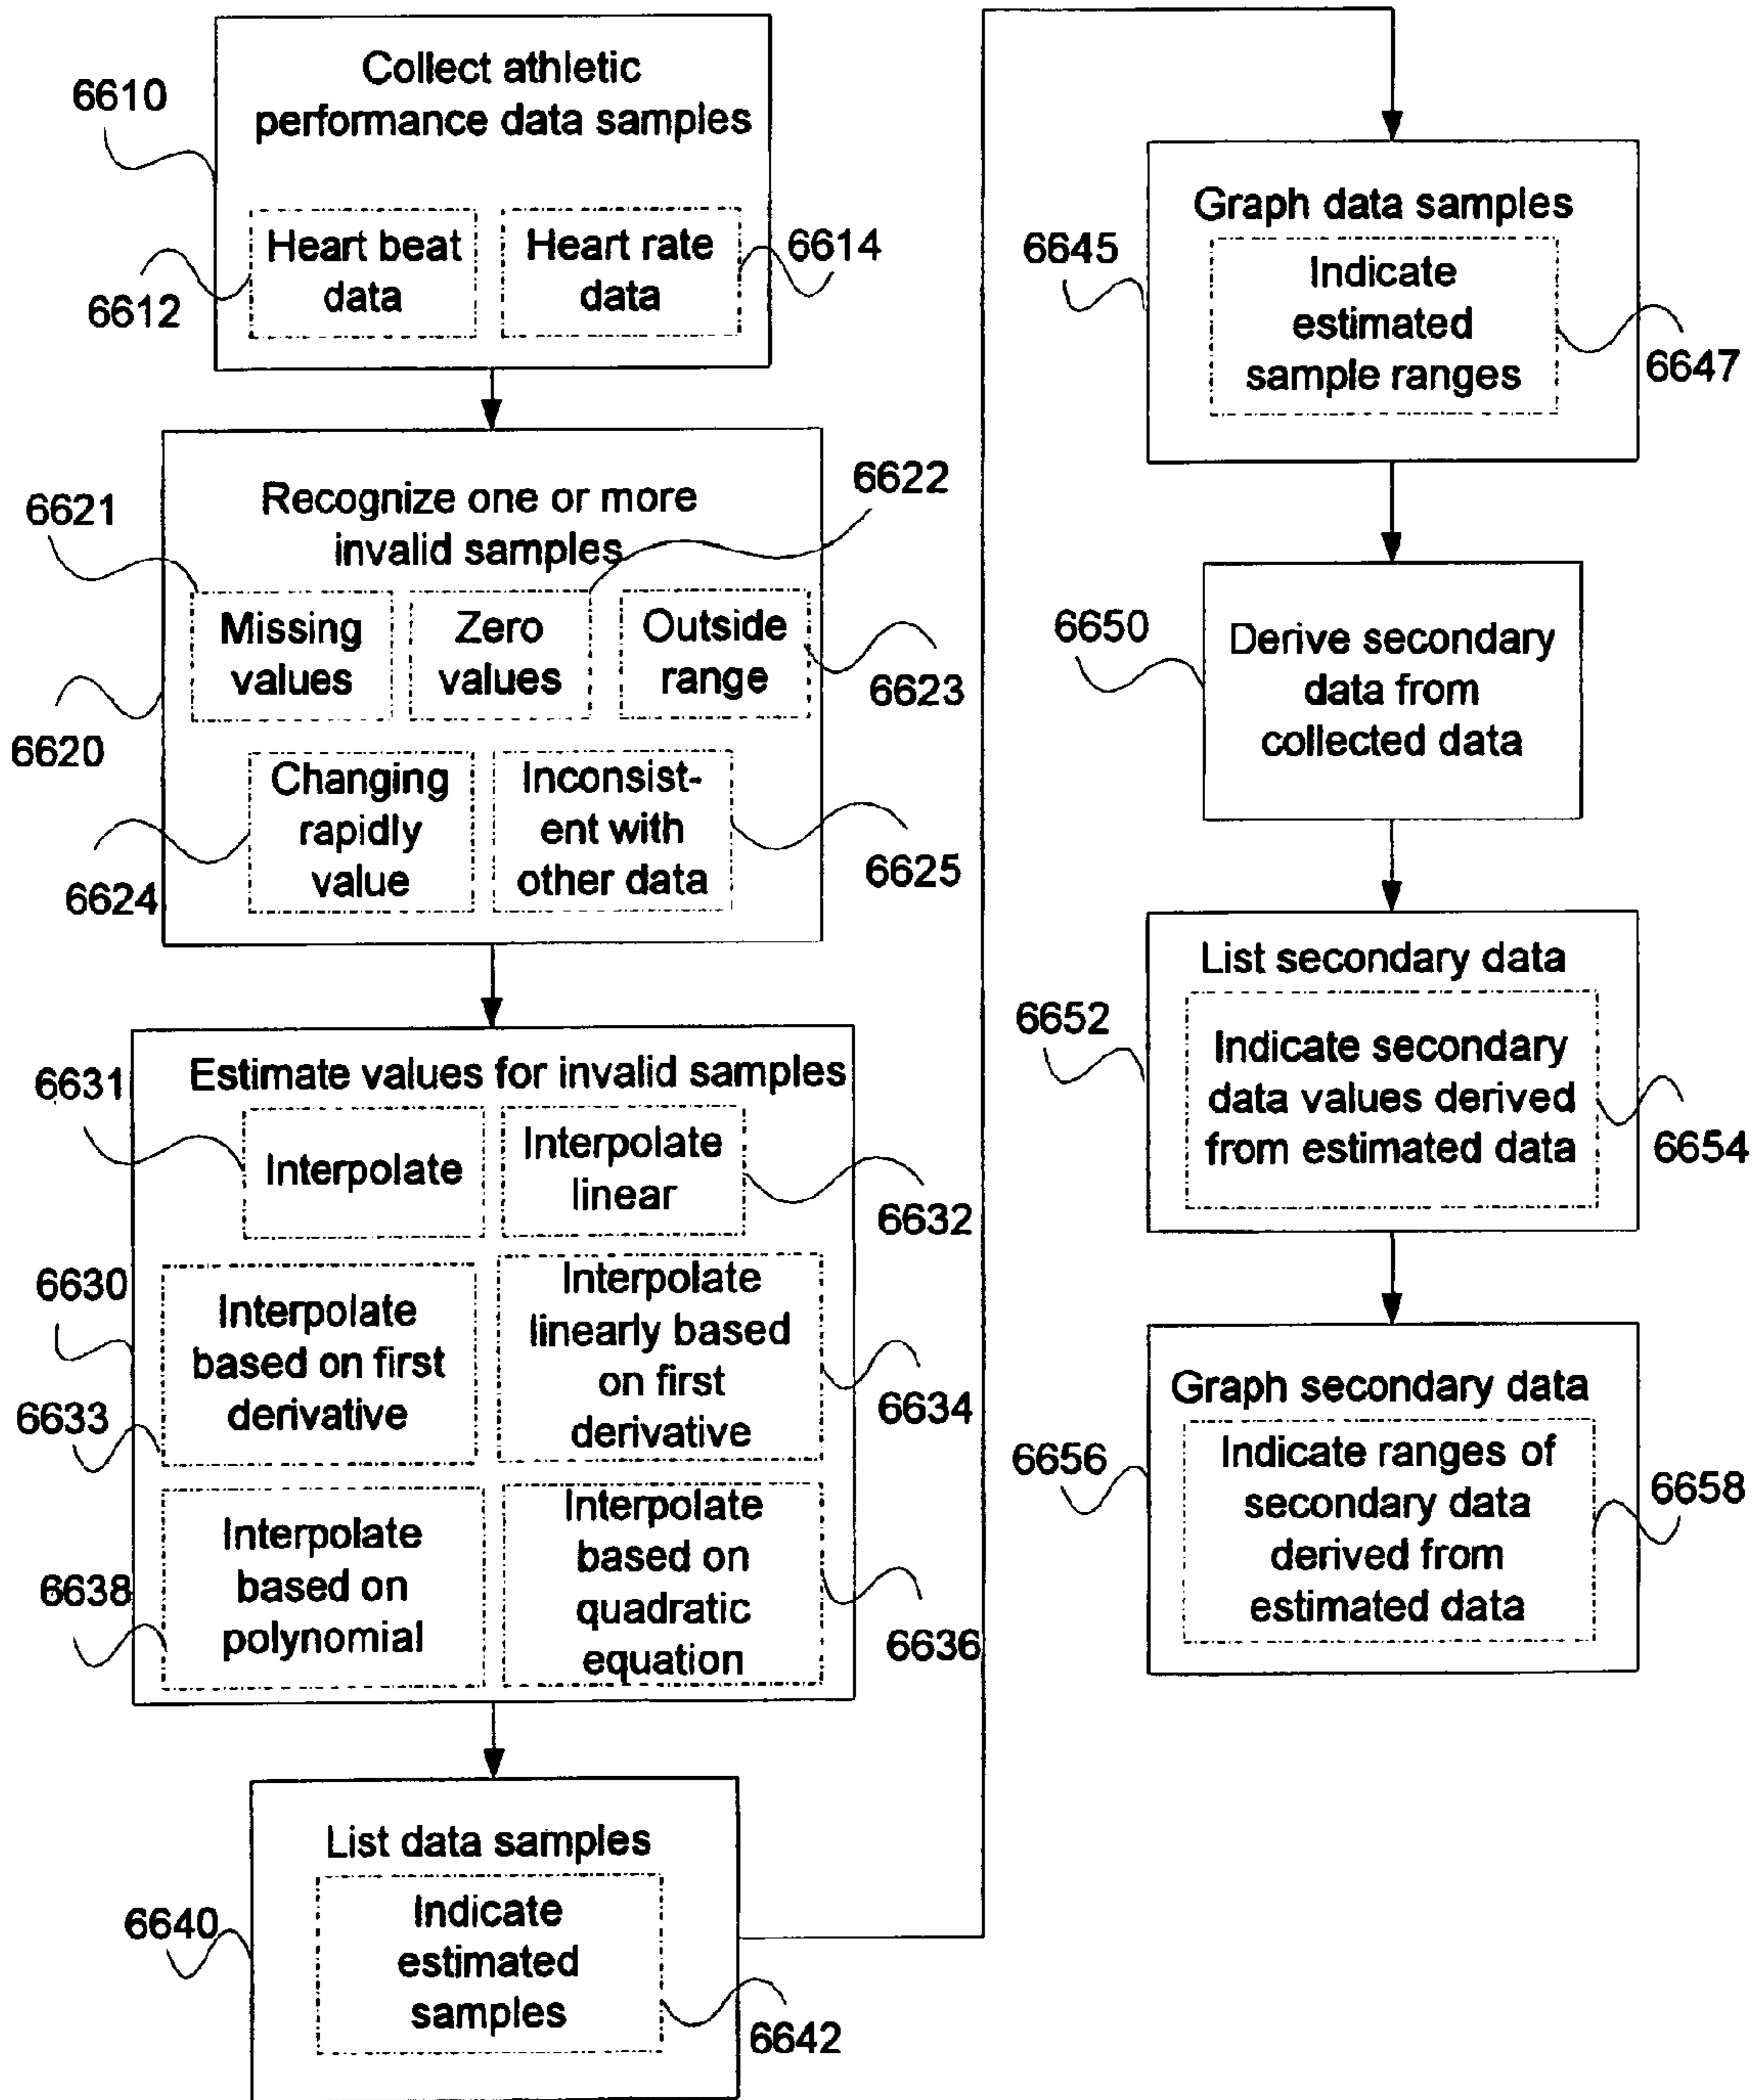 Collect athletic
performance data samples
6610
Heart beat
data
Heart rate
data
6614
6612
Recognize one or more
invalid samples
6622
6621
Missing
values
Zero
values
Outside
range
6623
6620
Changing
rapidly
value
Inconsist-
ent with
other data
6625
6624
Estimate values for invalid samples
6631
Interpolate
Interpolate
linear
6632
6630
Interpolate
based on first
derivative
Interpolate
linearly based
on first
derivative
6634
6633
Interpolate
based on
polynomial
Interpolate
based on
quadratic
equation
6638
6636
List data samples
6640
Indicate
estimated
samples
6642
Graph data samples
6645
Indicate
estimated
sample ranges
6647
6650
Derive secondary
data from
collected data
List secondary data
6652
Indicate secondary
data values derived
from estimated data
6654
Graph secondary data
6656
Indicate ranges of
secondary data
derived from
estimated data
6658